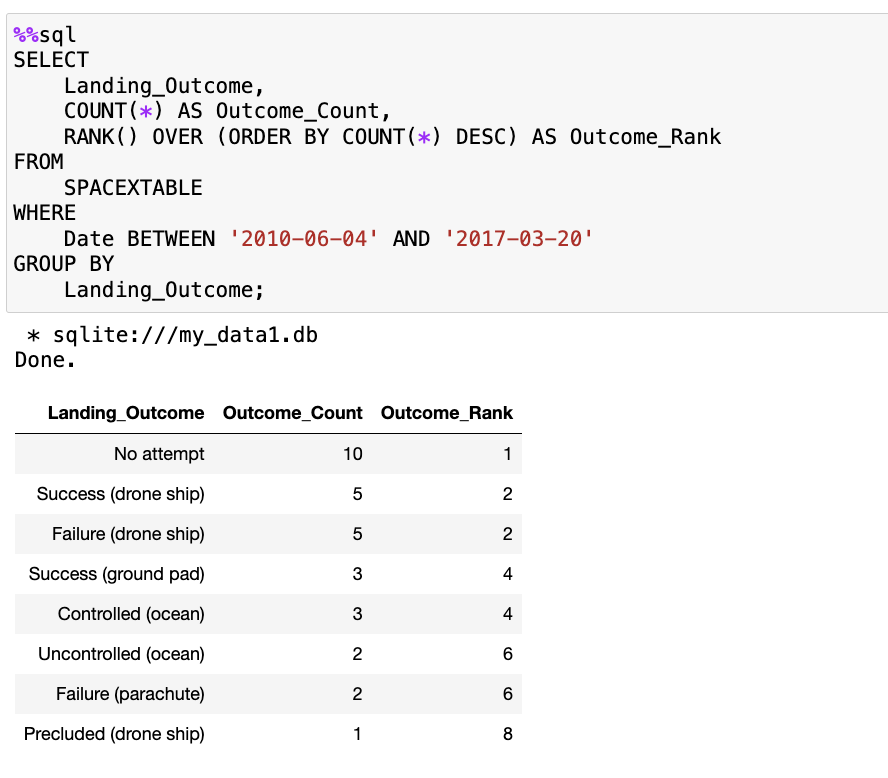 %%sql
SELECT
    Landing_Outcome,
    COUNT(*) AS Outcome_Count,
    RANK() OVER (ORDER BY COUNT(*) DESC) AS Outcome_Rank
FROM
    SPACEXTABLE
WHERE
    Date BETWEEN '2010-06-04' AND '2017-03-20'
GROUP BY
    Landing_Outcome;
* sqlite:///my_data1.db
Done.
Landing_Outcome Outcome_Count Outcome_Rank
No attempt 10 1
Success (drone ship) 5 2
Failure (drone ship) 5 2
Success (ground pad) 3 4
Controlled (ocean) 3 4
Uncontrolled (ocean) 2 6
Failure (parachute) 2 6
Precluded (drone ship) 1 8